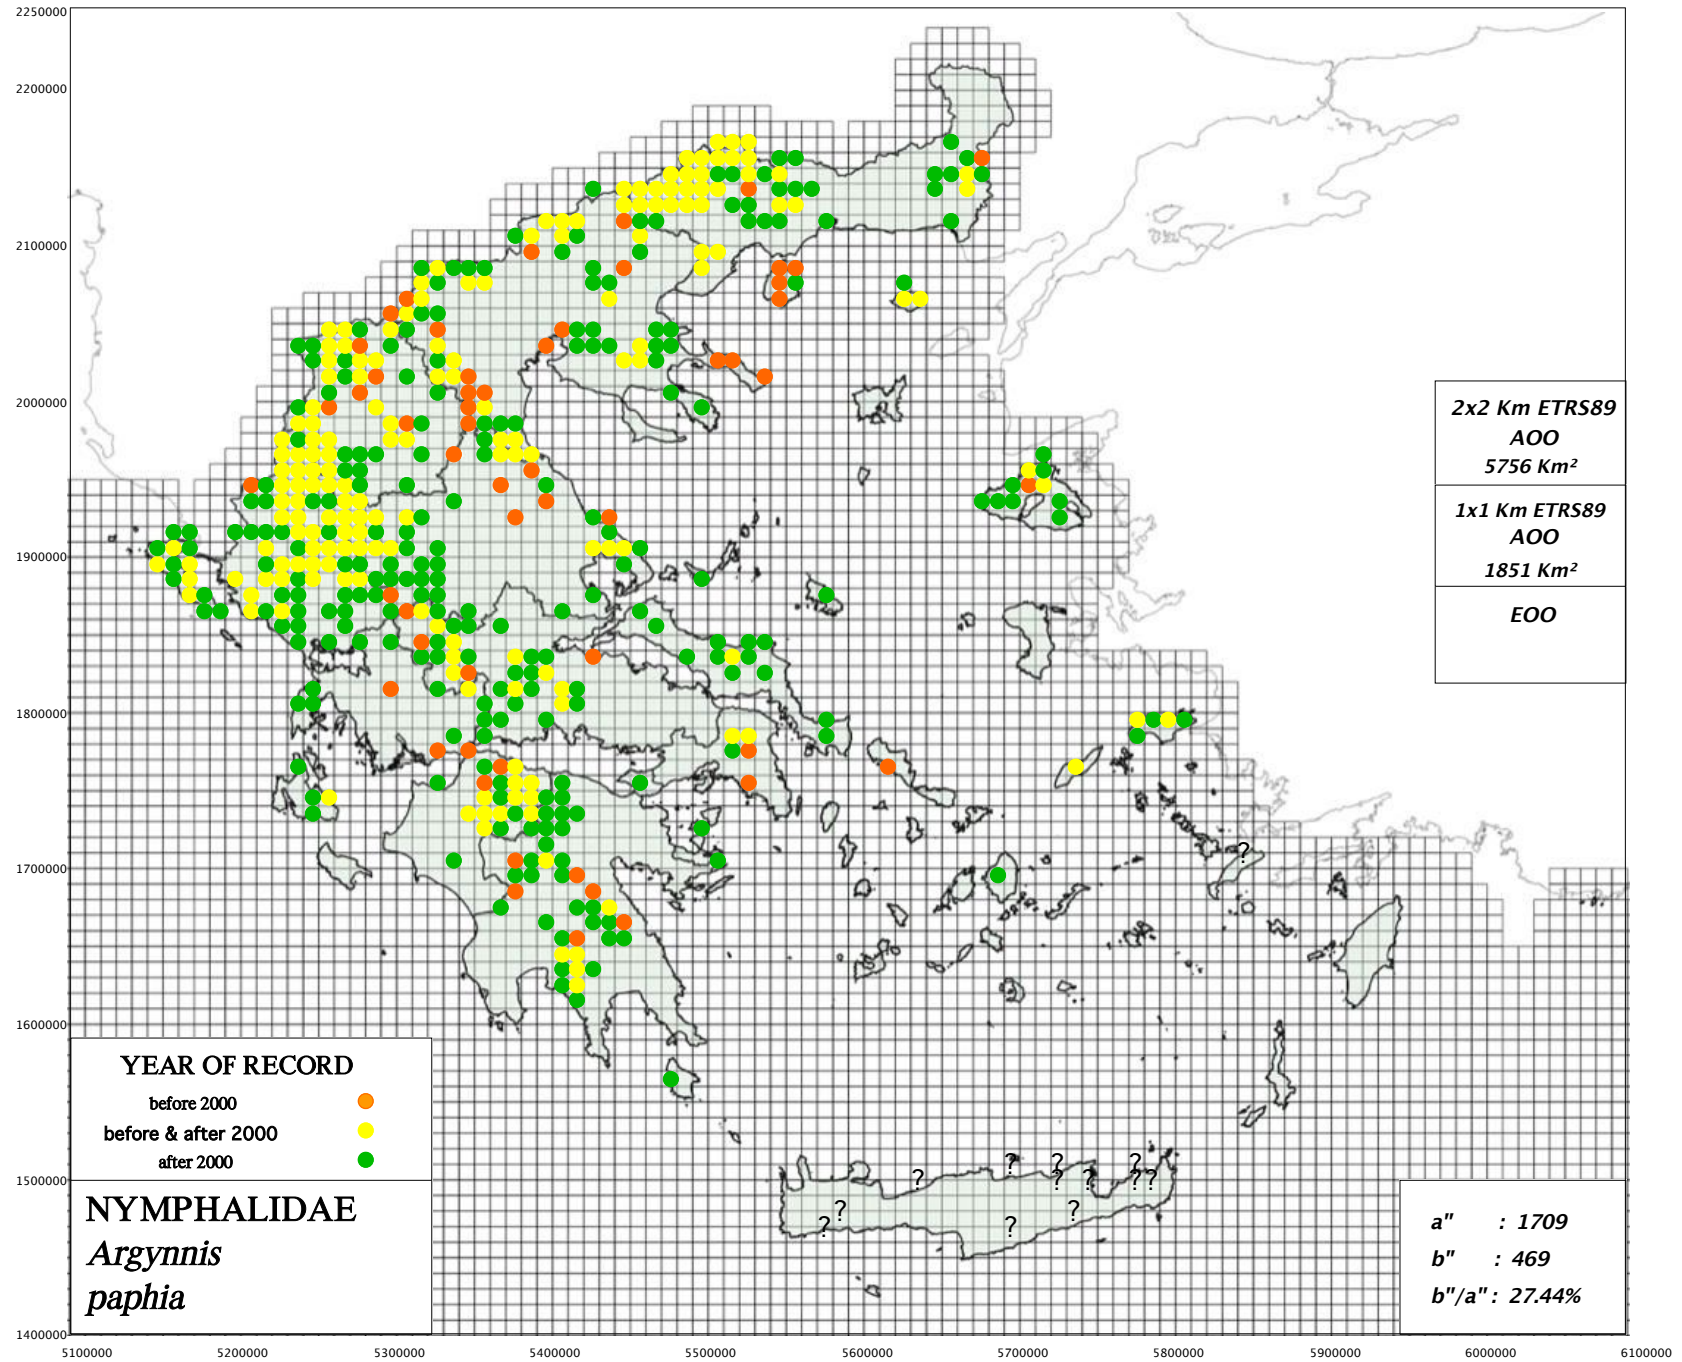 2250000
2200000
2100000
2000000
1900000
1800000
1700000
1600000
1500000
1400000
2x2 Km ETRS89
AOO
5756 Km²
1x1 Km ETRS89
AOO
1851 Km²
EOO
?
YEAR OF RECORD
before 2000
before & after 2000
after 2000
NYMPHALIDAE
Argynnis
paphia
? ? ? ?
? ? ? ? ?
? ?
? ?
a" : 1709
b" : 469
b"/a" : 27.44%
5100000 5200000 5300000 5400000 5500000 5600000 5700000 5800000 5900000 6000000 6100000